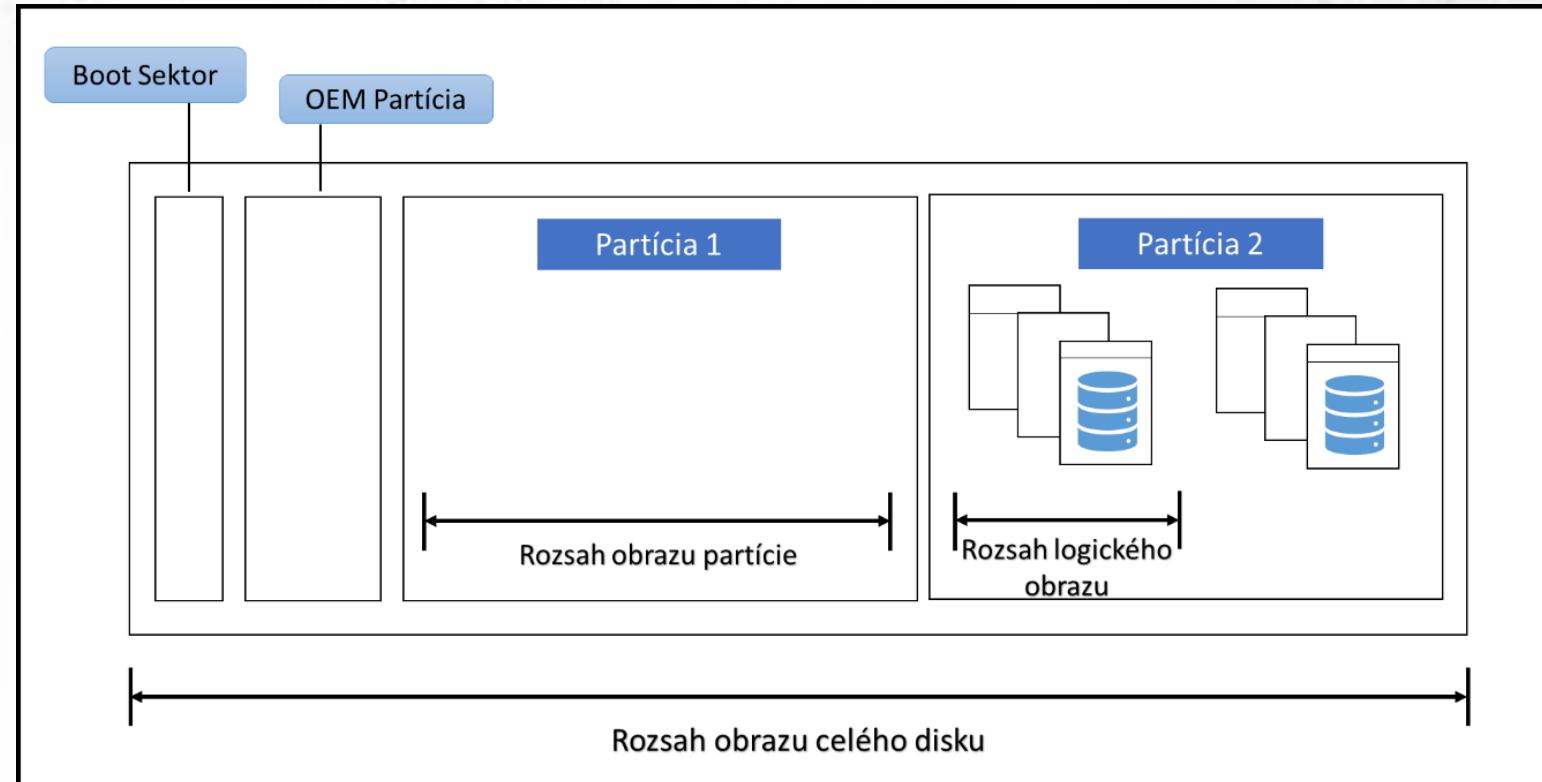 Boot Sektor
OEM Partícia
Partícia 1
Partícia 2
Rozsah obrazu partície
Rozsah logického
obrazu
Rozsah obrazu celého disku